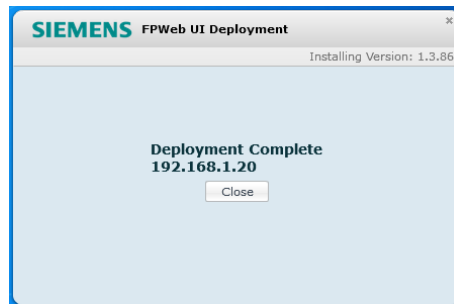 SIEMENS FPWeb UI Deployment
Installing Version: 1.3.86
Deployment Complete
192.168.1.20
Close